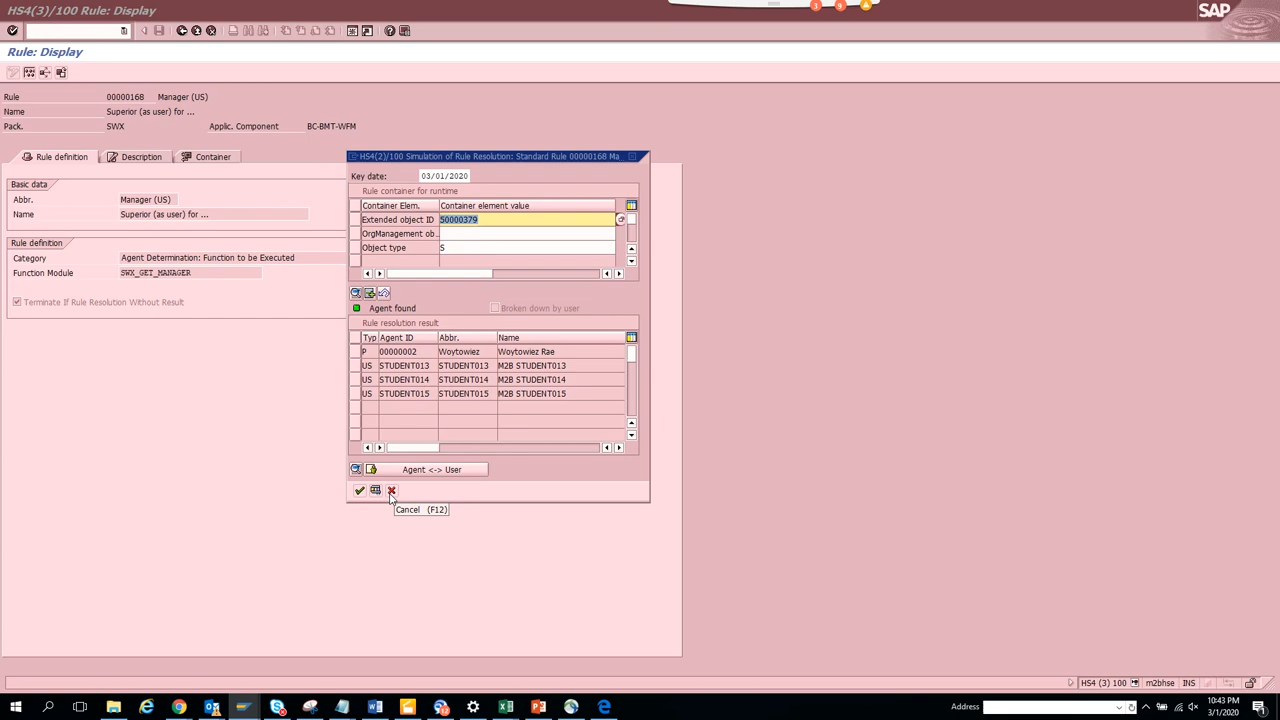 HS4(3)/100 Rule: Display
SAP
3
9
Rule: Display
Rule 00000168 Manager (US)
Name Superior (as user) for ...
Pack. SWX Applic. Component BC-BMT-WFM
Rule definition Description Container
Basic data
Abbr. Manager (US)
Name Superior (as user) for ...
Rule definition
Category Agent Determination: Function to be Executed
Function Module SWX_GET_MANAGER
Terminate If Rule Resolution Without Result
HS4(2)/100 Simulation of Rule Resolution: Standard Rule 00000168 Ma...
Key date: 03/01/2020
Rule container for runtime
Container Elem. Container element value
Extended object ID 50000379
OrgManagement ob...
Object type S
Agent found Broken down by user
Rule resolution result
Typ Agent ID Abbr. Name
P 00000002 Woytowiez Woytowiez Rae
US STUDENT013 STUDENT013 M2B STUDENT013
US STUDENT014 STUDENT014 M2B STUDENT014
US STUDENT015 STUDENT015 M2B STUDENT015
Agent <-> User
Cancel (F12)
HS4 (3) 100 m2bhse INS
Address
10:43 PM
3/1/2020